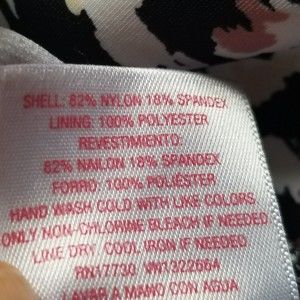 SHELL: 82% NYLON 18% SPANDEX
LINING: 100% POLYESTER
REVESTIMIENTO:
82% NAILON 18% SPANDEX
FORRO: 100% POLIÉSTER
HAND WASH COLD WITH LIKE COLORS
ONLY NON-CHLORINE BLEACH IF NEEDED
LINE DRY. COOL IRON IF NEEDED
RN17730 VN1322664
LAVAR A MANO CON AGUA